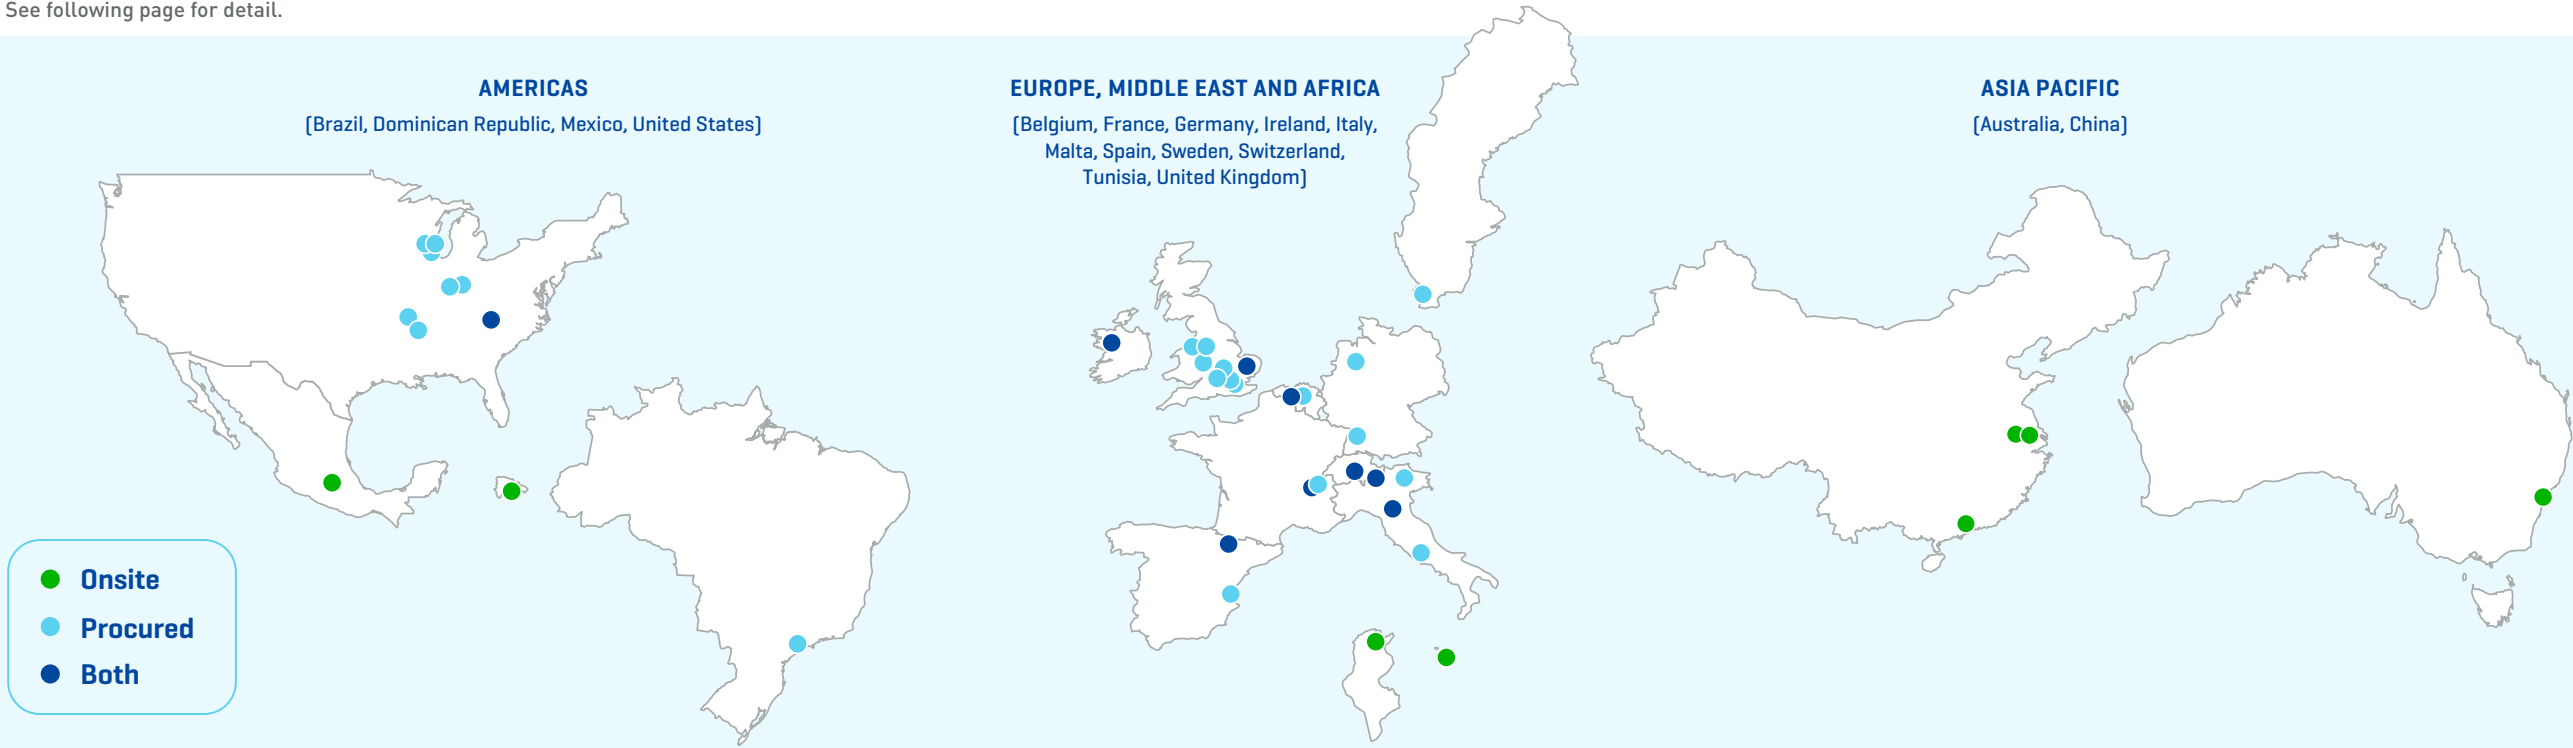 See following page for detail.
AMERICAS
(Brazil, Dominican Republic, Mexico, United States)
EUROPE, MIDDLE EAST AND AFRICA
(Belgium, France, Germany, Ireland, Italy,
Malta, Spain, Sweden, Switzerland,
Tunisia, United Kingdom)
ASIA PACIFIC
(Australia, China)
Onsite
Procured
Both